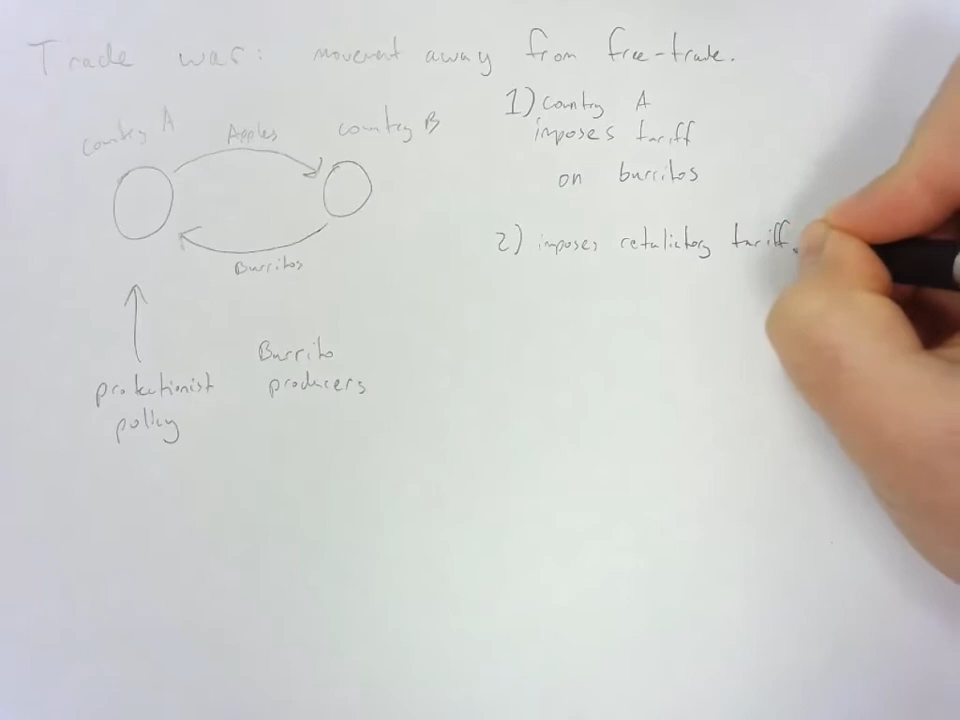 Trade war: movement away from free-trade.
country A
Apples
country B
Burritos
protectionist
policy
Burrito
producers
1) country A
imposes tariff
on burritos
2) imposes retaliatory tariff.